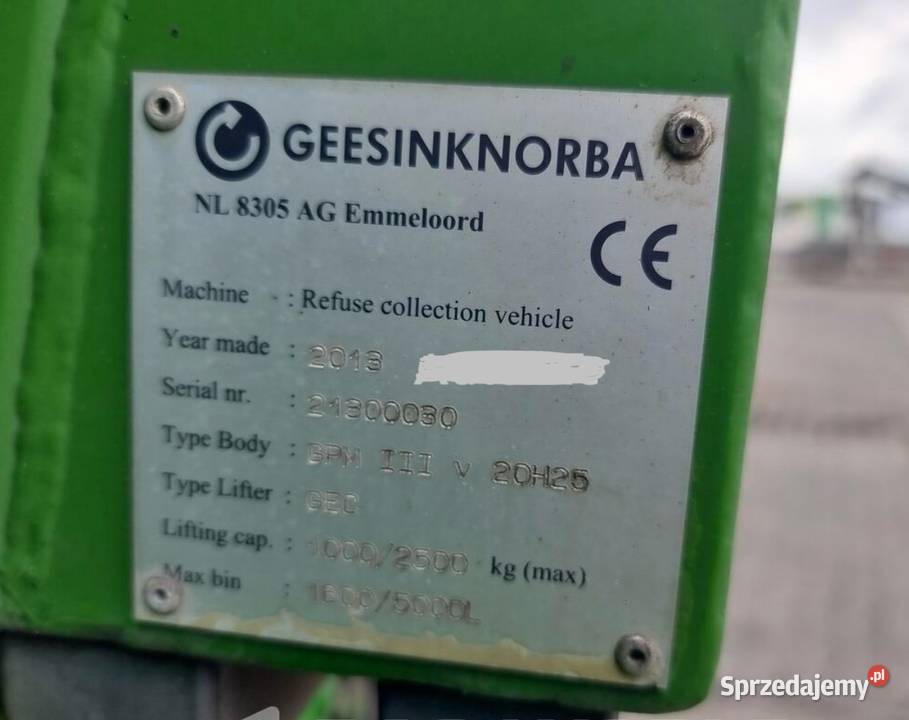 GEESINKNORBA
NL 8305 AG Emmeloord
CE
Machine : Refuse collection vehicle
Year made : 2013
Serial nr. : 21300030
Type Body : GPM III v 20H25
Type Lifter : GEC
Lifting cap. : 1000/2500 kg (max)
Max bin : 1600/5000L
Sprzedajemy.pl